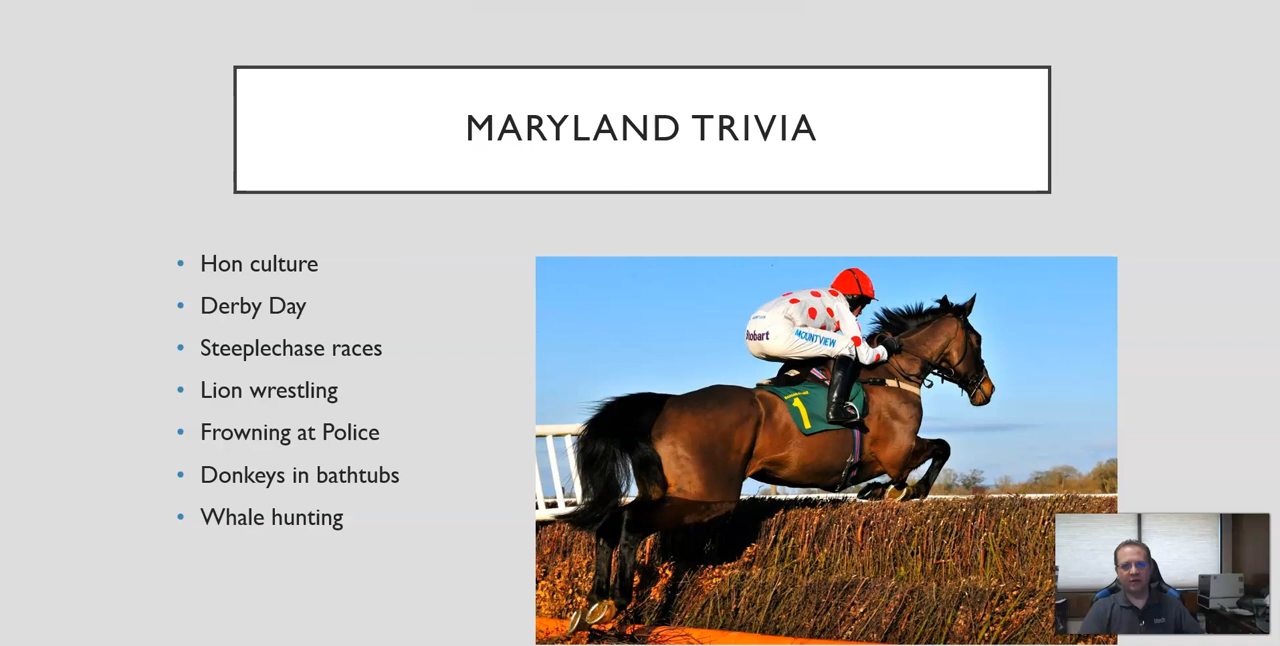 MARYLAND TRIVIA
• Hon culture
• Derby Day
• Steeplechase races
• Lion wrestling
• Frowning at Police
• Donkeys in bathtubs
• Whale hunting
Stobart
MOUNTVIEW
1